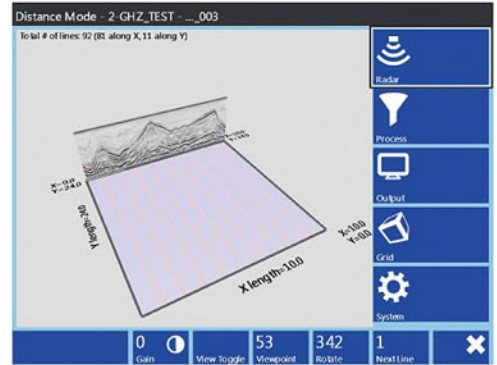 Distance Mode - 2-GHZ_TEST - ..._003
Total # of lines: 92 (81 along X, 11 along Y)
Radar
Process
Output
Grid
System
X=0.0
Y=24.0
Y length=24.0
X length=10.0
X=10.0
Y=0.0
0
Gain
View Toggle
53
Viewpoint
342
Rotate
1
Next Line